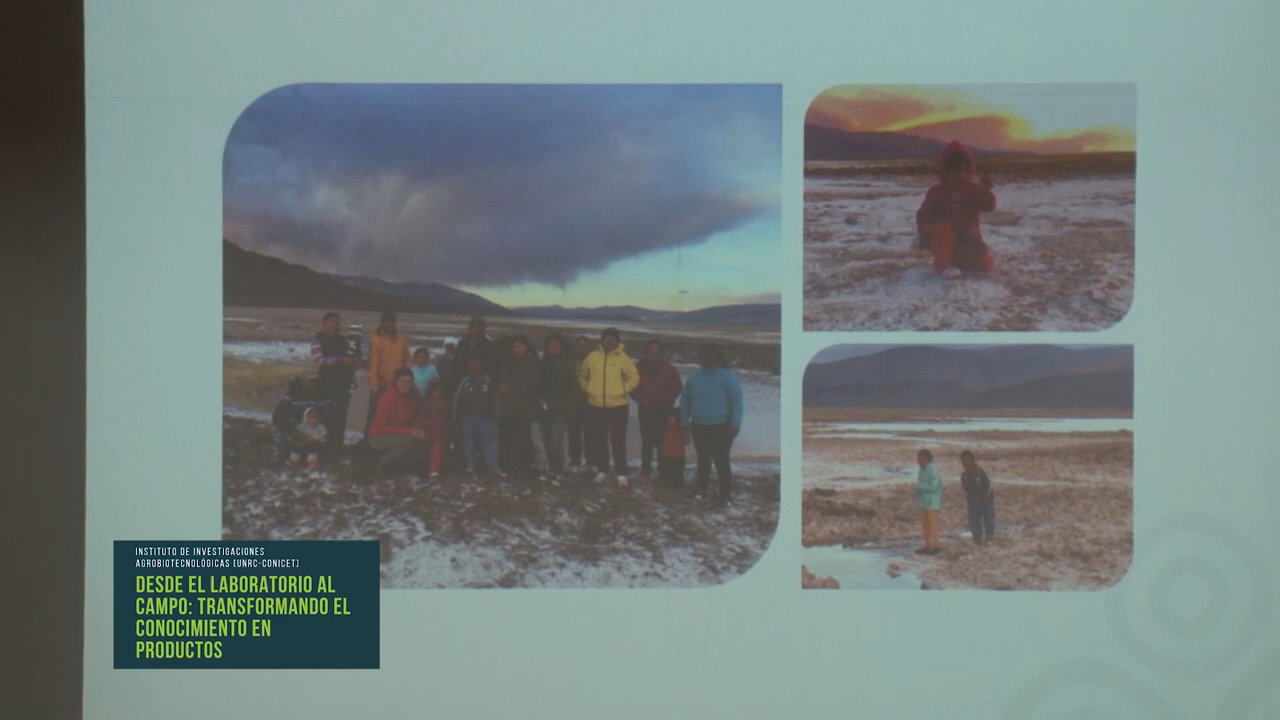 INSTITUTO DE INVESTIGACIONES
AGROBIOTECNOLÓGICAS (UNRC-CONICET)
DESDE EL LABORATORIO AL
CAMPO: TRANSFORMANDO EL
CONOCIMIENTO EN
PRODUCTOS